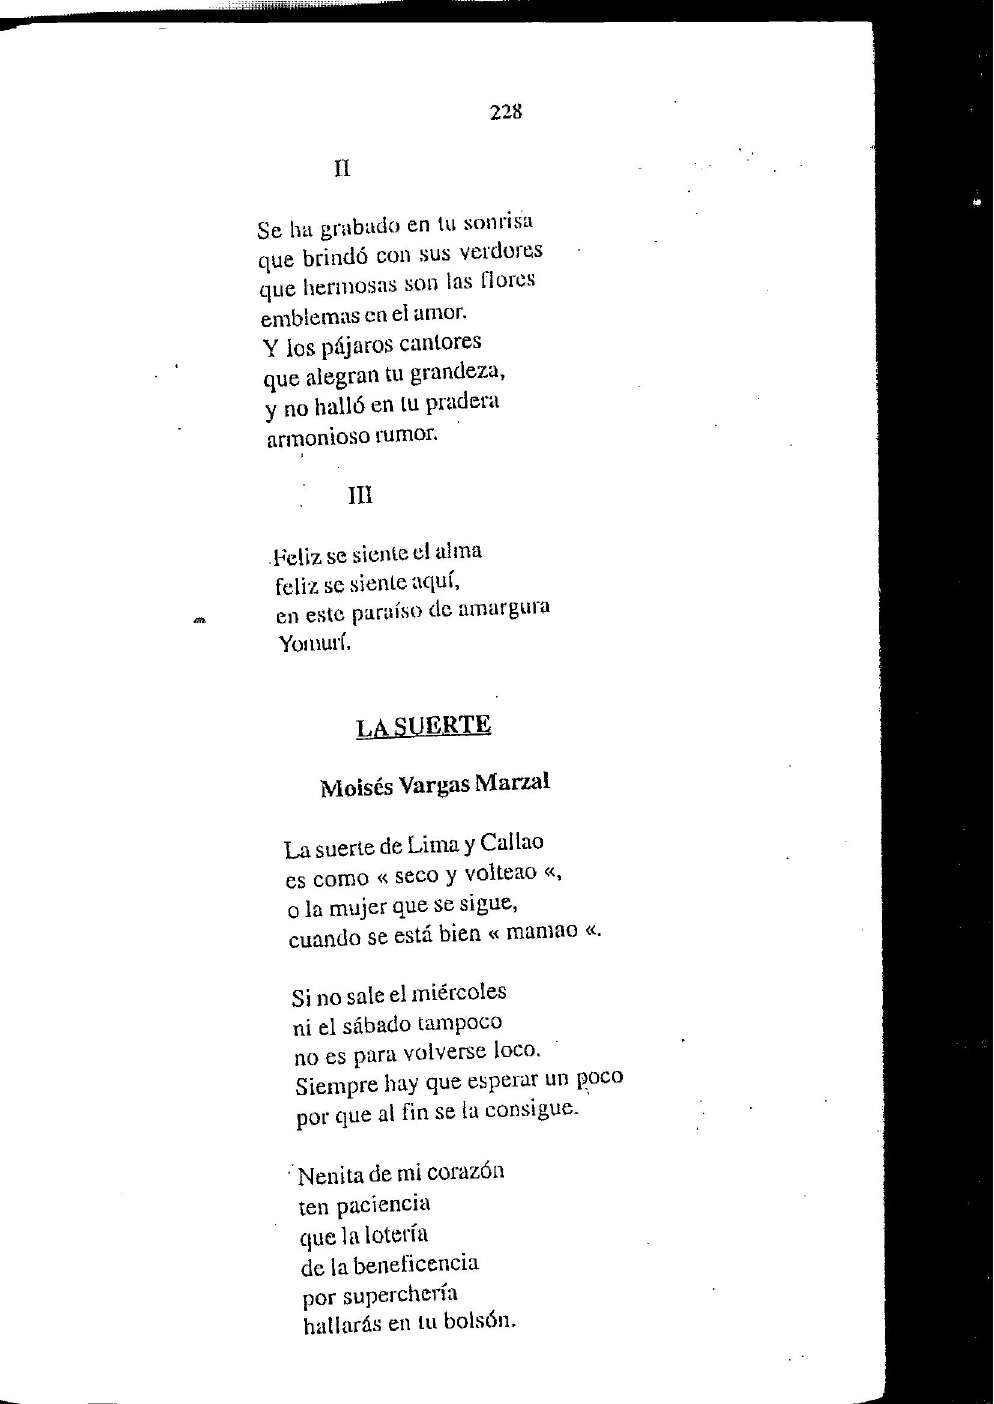 228
II
Se ha grabado en tu sonrisa
que brindó con sus verdores
que hermosas son las flores
emblemas en el amor.
Y los pájaros cantores
que alegran tu grandeza,
y no halló en tu pradera
armonioso rumor.
III
Feliz se siente el alma
feliz se siente aquí,
en este paraíso de amargura
Yomurí.
LA SUERTE
Moisés Vargas Marzal
La suerte de Lima y Callao
es como « seco y volteao «,
o la mujer que se sigue,
cuando se está bien « mamao «.
Si no sale el miércoles
ni el sábado tampoco
no es para volverse loco.
Siempre hay que esperar un poco
por que al fin se la consigue.
Nenita de mi corazón
ten paciencia
que la lotería
de la beneficencia
por superchería
hallarás en tu bolsón.